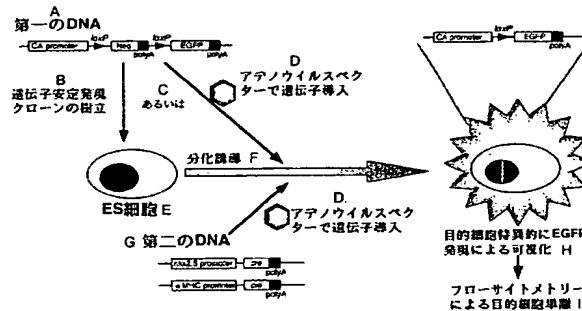 A
第一のDNA
loxP
loxP
CA promoter
Neo
EGFP
polyA
polyA
B
遺伝子安定発現
クローンの樹立
C
あるいは
D
アデノウイルスベク
ターで遺伝子導入
分化誘導 F
ES細胞 E
D.
アデノウイルスベク
ターで遺伝子導入
G 第二のDNA
promoter
cre
polyA
α MHC promoter
cre
polyA
H
loxP
CA promoter
EGFP
polyA
目的細胞特異的にEGFP
発現による可視化 H
フローサイトメトリー
による目的細胞単離 I